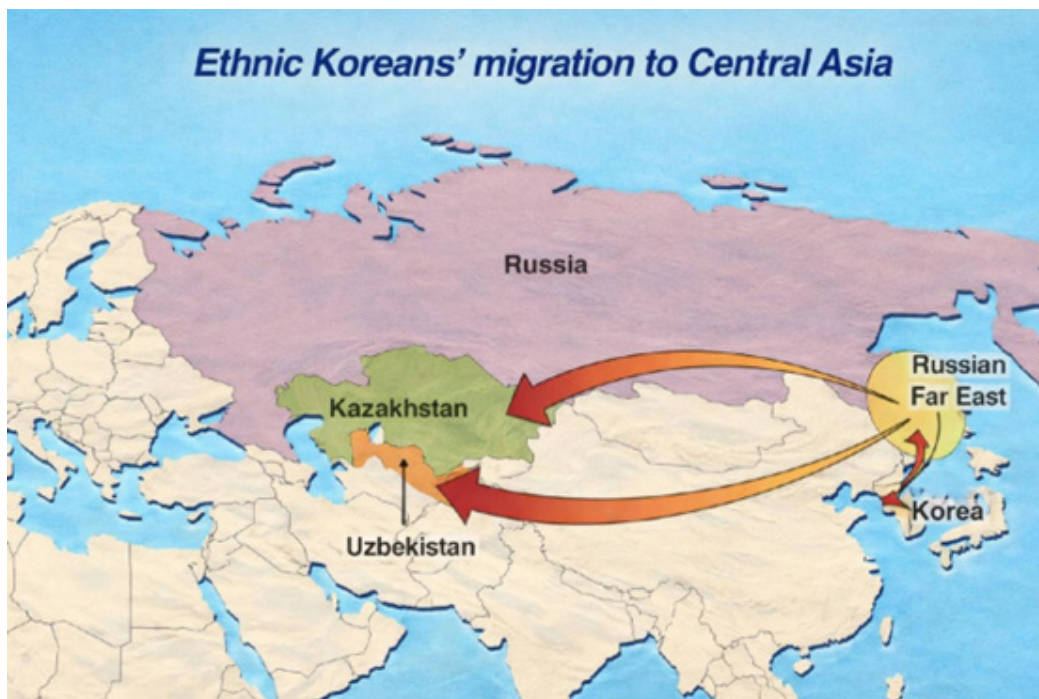 Ethnic Koreans’ migration to Central Asia
Russia
Russian
Far East
Kazakhstan
Korea
Uzbekistan